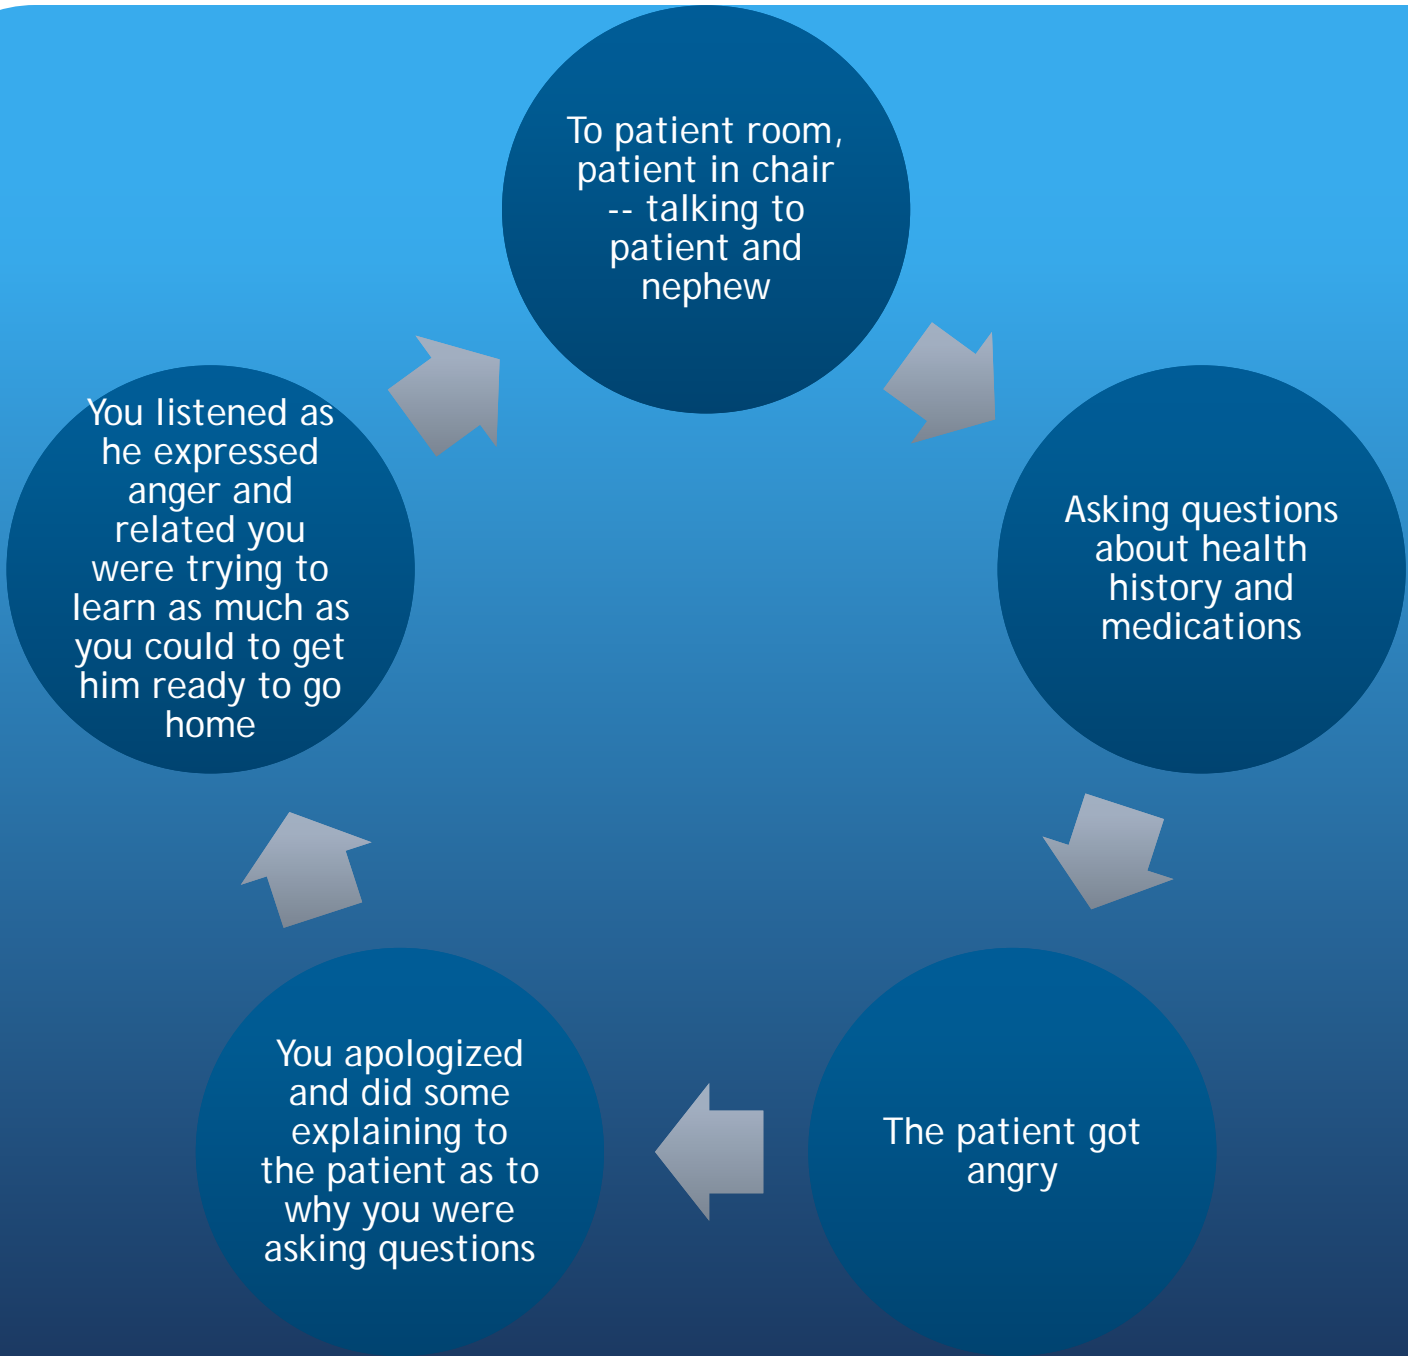 To patient room,
patient in chair
-- talking to
patient and
nephew
Asking questions
about health
history and
medications
The patient got
angry
You apologized
and did some
explaining to
the patient as to
why you were
asking questions
You listened as
he expressed
anger and
related you
were trying to
learn as much as
you could to get
him ready to go
home